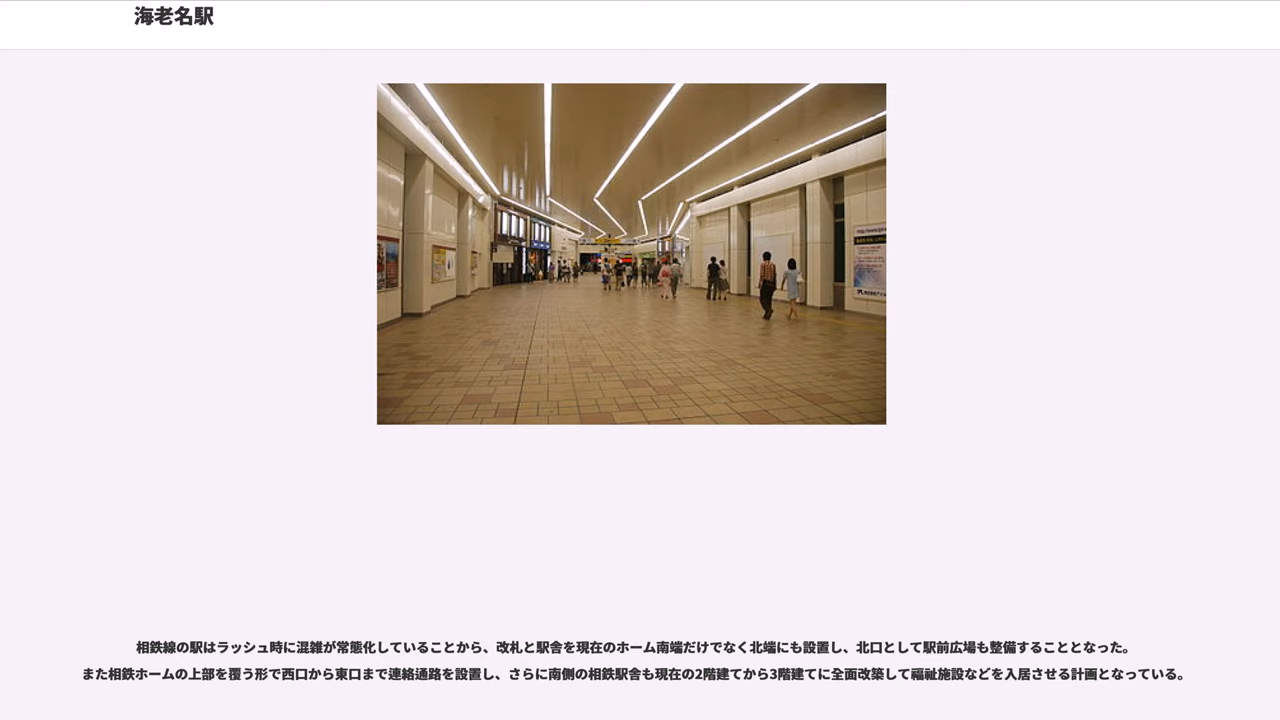 海老名駅
相鉄線の駅はラッシュ時に混雑が常態化していることから、改札と駅舎を現在のホーム南端だけでなく北端にも設置し、北口として駅前広場も整備することとなった。
また相鉄ホームの上部を覆う形で西口から東口まで連絡通路を設置し、さらに南側の相鉄駅舎も現在の2階建てから3階建てに全面改築して福祉施設などを入居させる計画となっている。